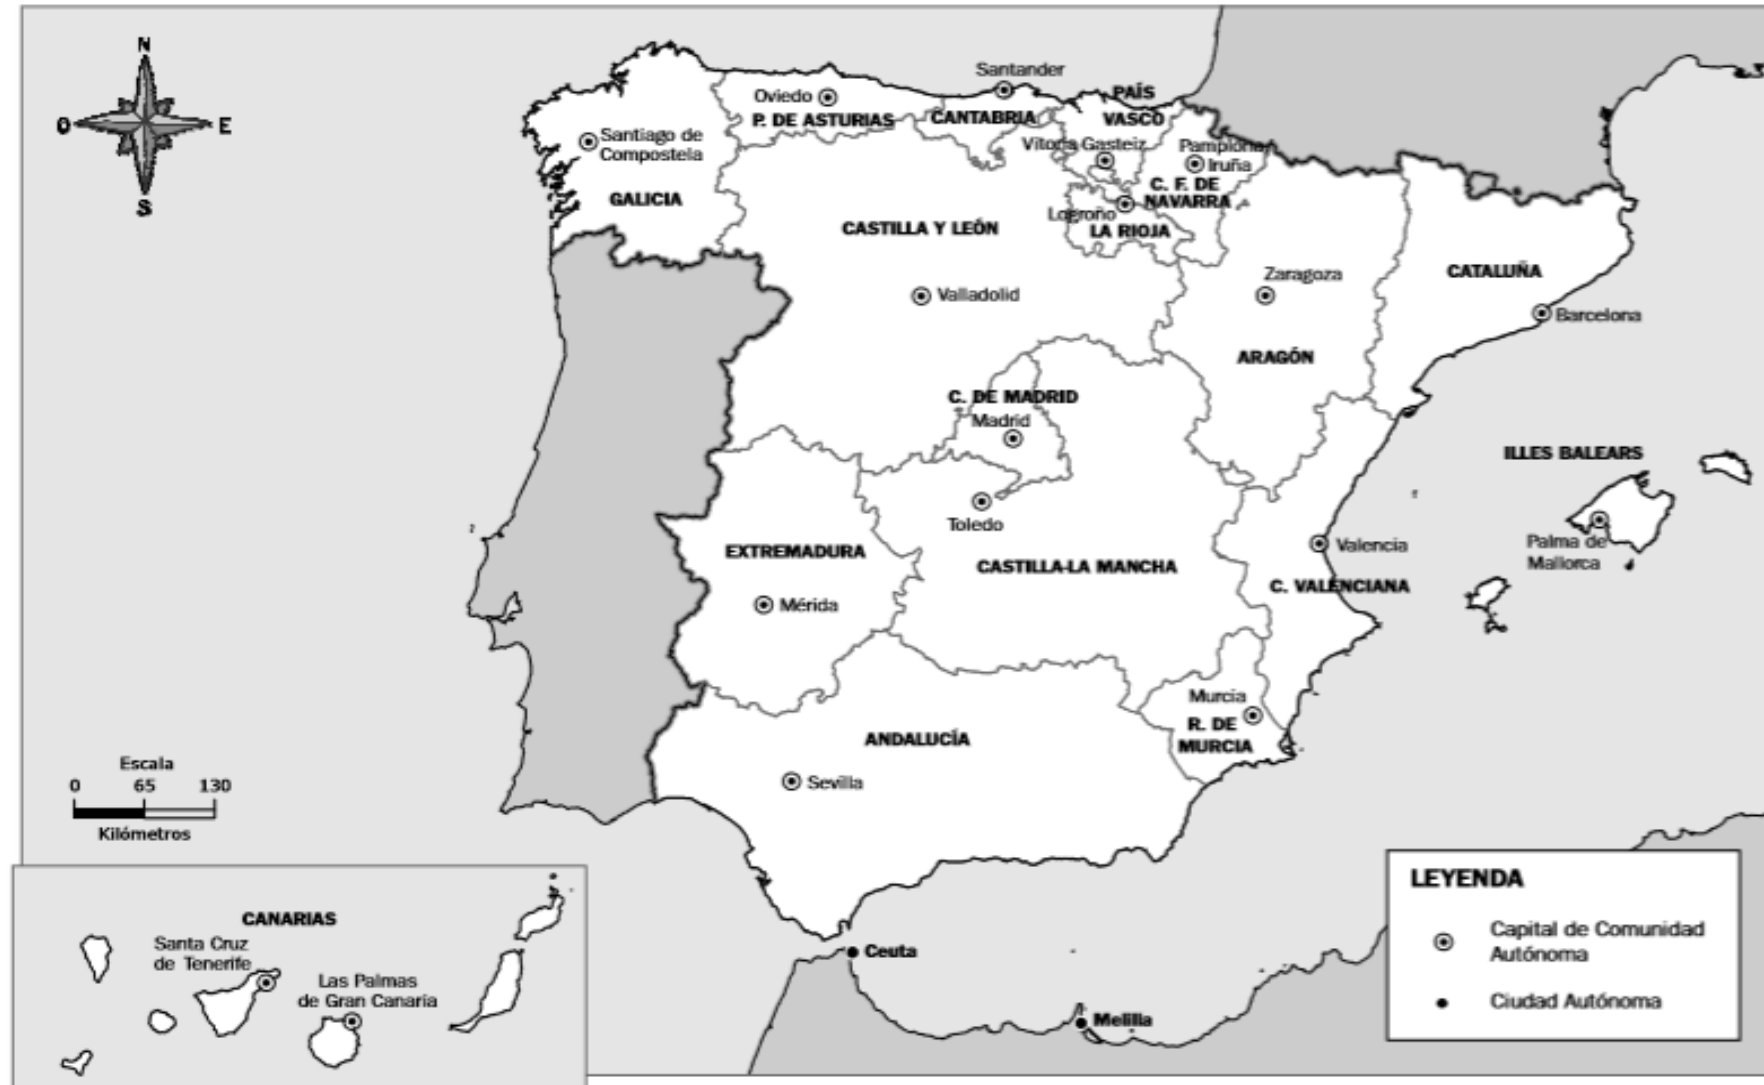 N
O
E
S
Santander
Oviedo
P. DE ASTURIAS
CANTABRIA
PAÍS
VASCO
Santiago de
Compostela
Vitoria Gasteiz
Pamplona
Iruña
GALICIA
C. F. DE
NAVARRA
Logroño
LA RIOJA
CASTILLA Y LEÓN
Zaragoza
CATALUÑA
Valladolid
Barcelona
ARAGÓN
C. DE MADRID
Madrid
ILLES BALEARS
Toledo
Palma de
Mallorca
Valencia
EXTREMADURA
CASTILLA-LA MANCHA
C. VALENCIANA
Mérida
Murcia
R. DE
MURCIA
ANDALUCÍA
Sevilla
Escala
0 65 130
Kilómetros
CANARIAS
Santa Cruz
de Tenerife
Las Palmas
de Gran Canaria
Ceuta
Melilla
LEYENDA
Capital de Comunidad
Autónoma
Ciudad Autónoma